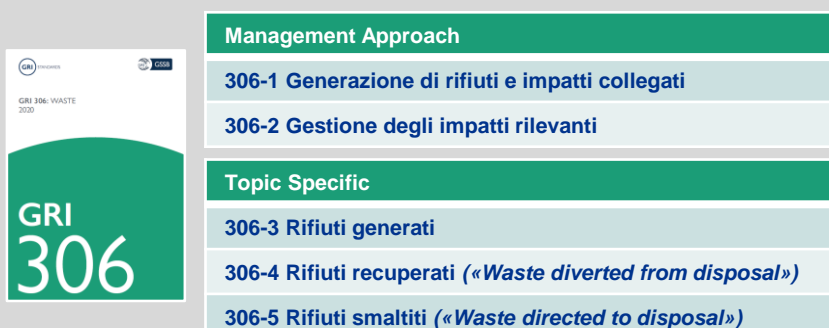 GRI
STANDARDS
GSSB
GRI 306: WASTE
2020
GRI
306
Management Approach
306-1 Generazione di rifiuti e impatti collegati
306-2 Gestione degli impatti rilevanti
Topic Specific
306-3 Rifiuti generati
306-4 Rifiuti recuperati («Waste diverted from disposal»)
306-5 Rifiuti smaltiti («Waste directed to disposal»)